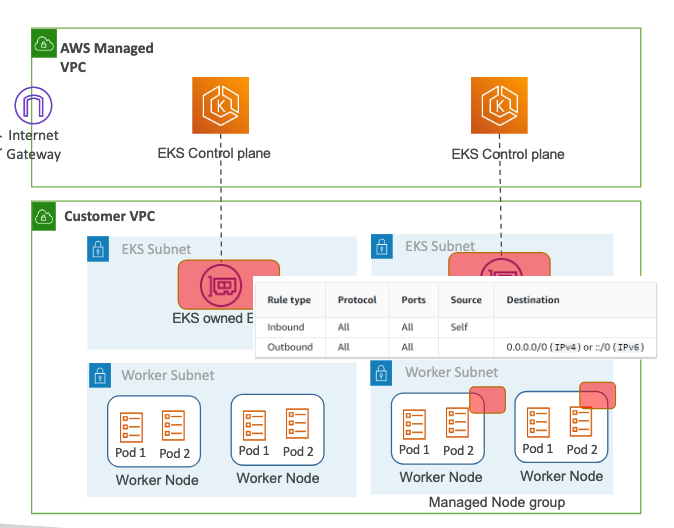 AWS Managed
VPC
Internet
Gateway
EKS Control plane
EKS Control plane
Customer VPC
EKS Subnet
EKS Subnet
EKS owned
Rule type Protocol Ports Source Destination
Inbound All All Self
Outbound All All 0.0.0.0/0 (IPv4) or ::/0 (IPv6)
Worker Subnet
Worker Subnet
Pod 1 Pod 2
Pod 1 Pod 2
Pod 1 Pod 2
Pod 1 Pod 2
Worker Node
Worker Node
Worker Node
Worker Node
Managed Node group